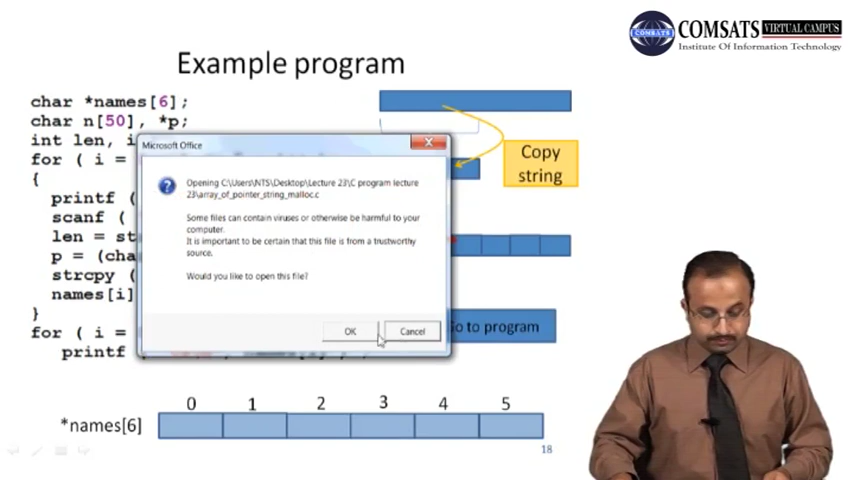 COMSATS VIRTUAL CAMPUS
COMSATS
Institute Of Information Technology
Example program
char *names[6];
char n[50], *p;
int len, i
for ( i =
{
printf (
scanf (
len = st
p = (cha
strcpy (
names[i]
}
for ( i =
printf
Microsoft Office
Opening C:\Users\NTS\Desktop\Lecture 23\C program lecture
23\array_of_pointer_string_malloc.c
Some files can contain viruses or otherwise be harmful to your
computer.
It is important to be certain that this file is from a trustworthy
source.
Would you like to open this file?
OK
Cancel
Copy
string
Go to program
0 1 2 3 4 5
*names[6]
18